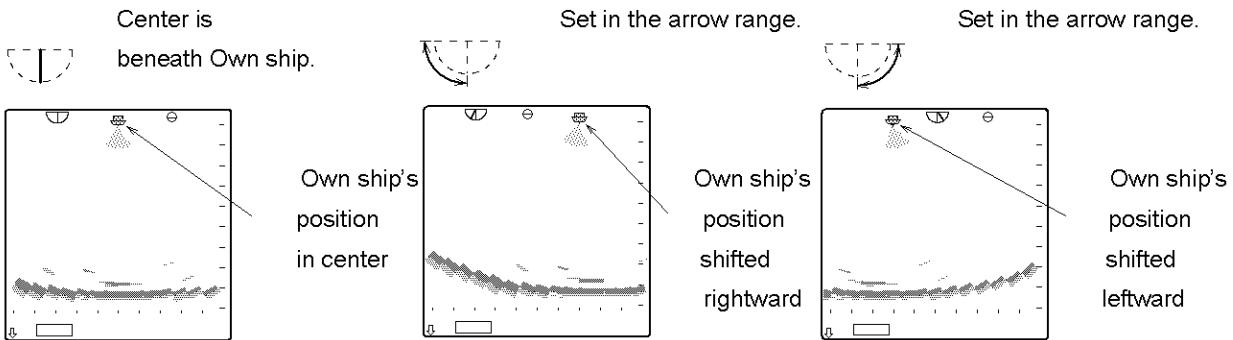 Center is
beneath Own ship.
Set in the arrow range.
Set in the arrow range.
Own ship's
position
in center
Own ship's
position
shifted
rightward
Own ship's
position
shifted
leftward